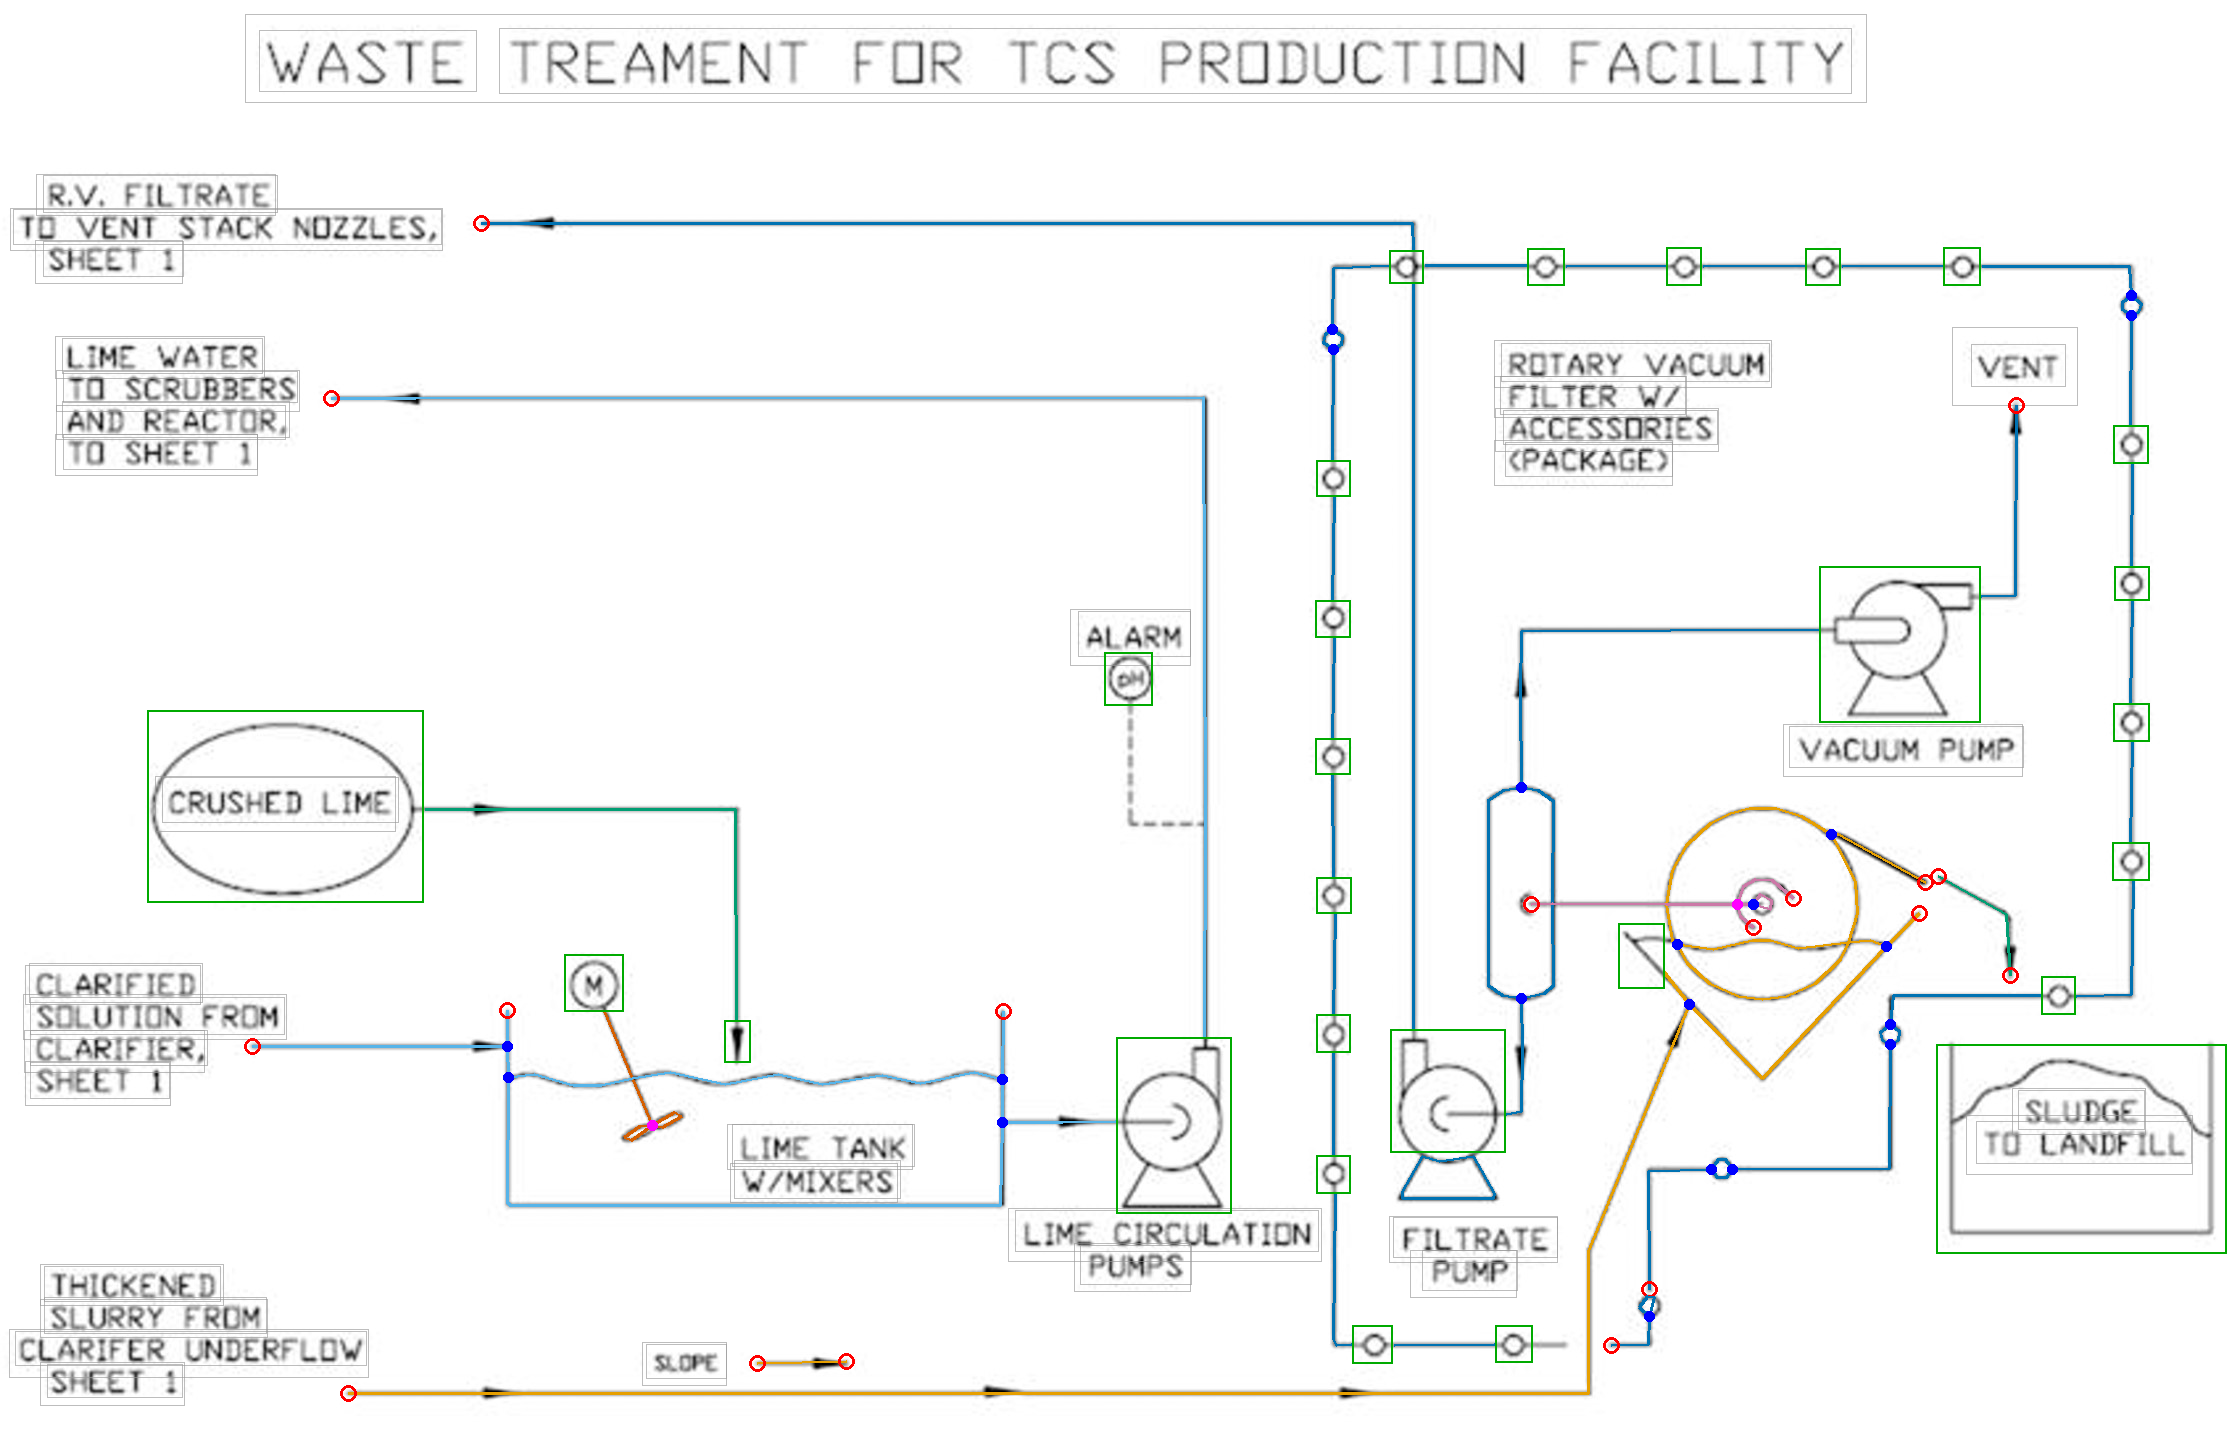 WASTE TREAMENT FOR TCS PRODUCTION FACILITY
R.V. FILTRATE
TO VENT STACK NOZZLES,
SHEET 1
LIME WATER
TO SCRUBBERS
AND REACTOR,
TO SHEET 1
ROTARY VACUUM
FILTER W/
ACCESSORIES
(PACKAGE)
VENT
ALARM
pH
VACUUM PUMP
CRUSHED LIME
CLARIFIED
SOLUTION FROM
CLARIFIER,
SHEET 1
M
LIME TANK
W/MIXERS
LIME CIRCULATION
PUMPS
FILTRATE
PUMP
SLUDGE
TO LANDFILL
THICKENED
SLURRY FROM
CLARIFER UNDERFLOW
SHEET 1
SLOPE